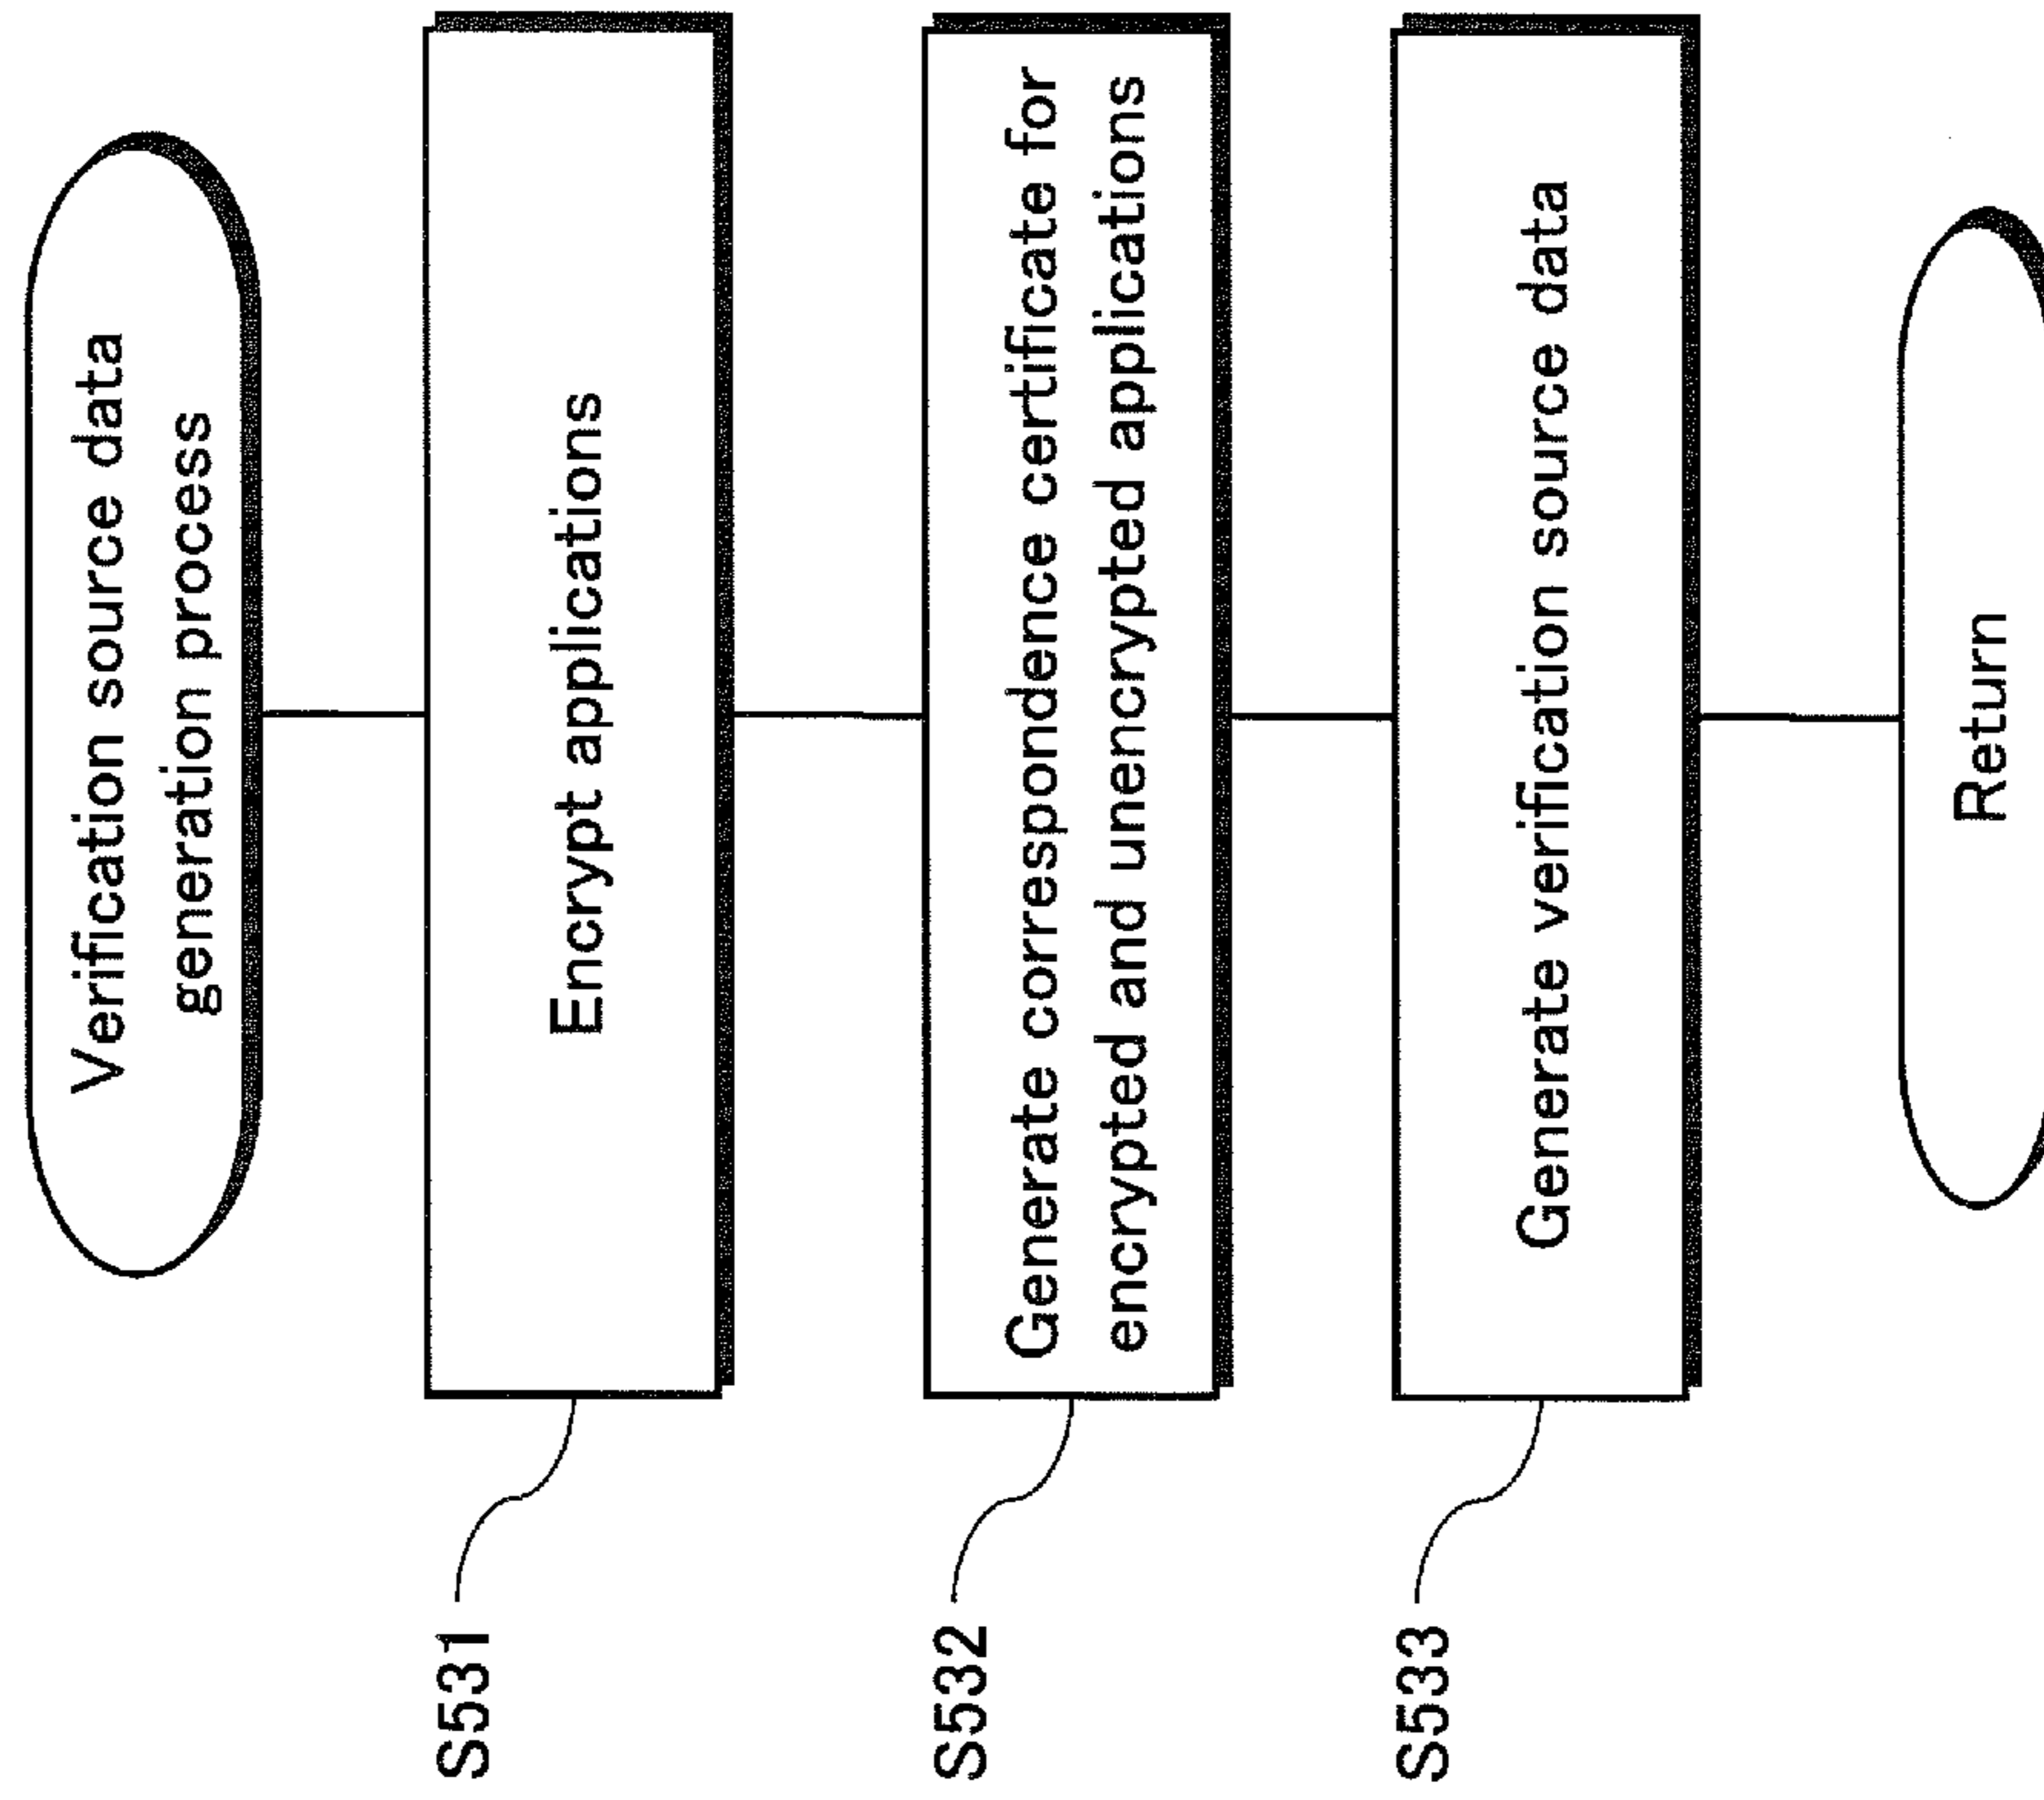 Verification source data
generation process
S531
Encrypt applications
S532
Generate correspondence certificate for
encrypted and unencrypted applications
S533
Generate verification source data
Return